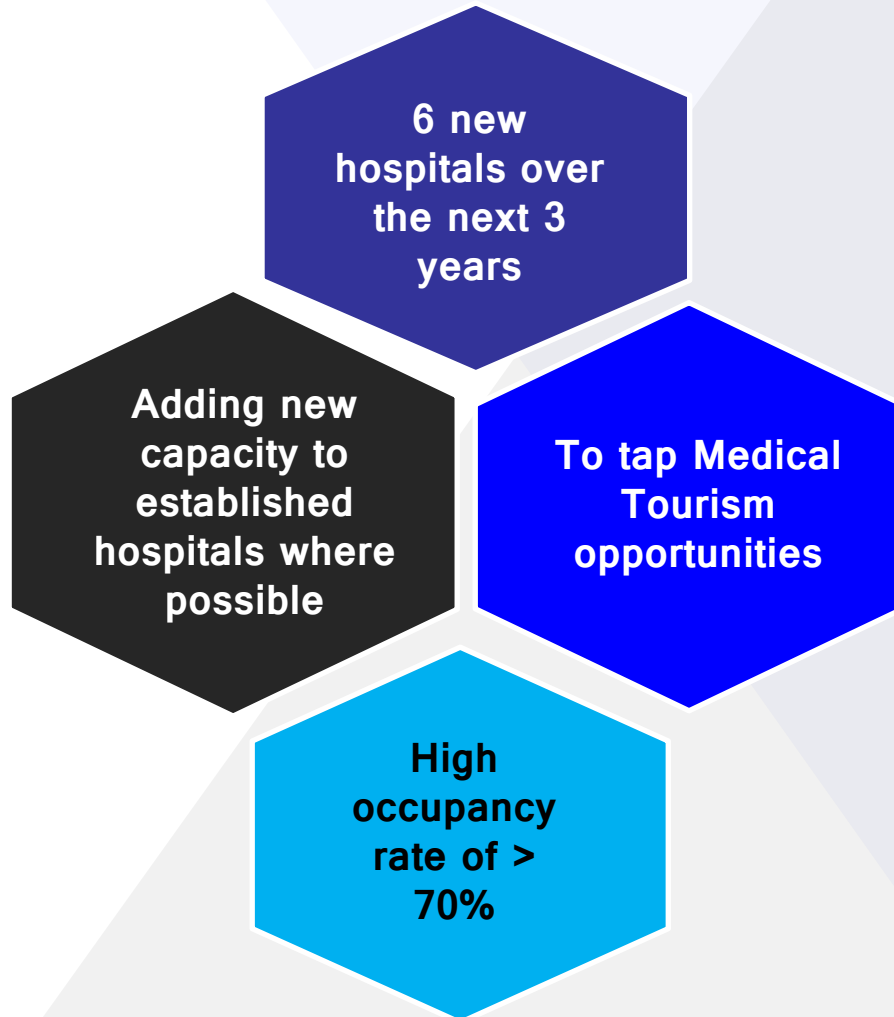 6 new
hospitals over
the next 3
years
Adding new
capacity to
established
hospitals where
possible
To tap Medical
Tourism
opportunities
High
occupancy
rate of >
70%